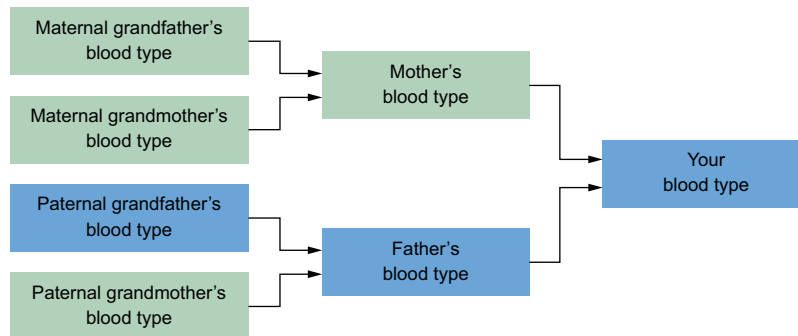 Maternal grandfather’s
blood type
Maternal grandmother’s
blood type
Paternal grandfather’s
blood type
Paternal grandmother’s
blood type
Mother’s
blood type
Father’s
blood type
Your
blood type